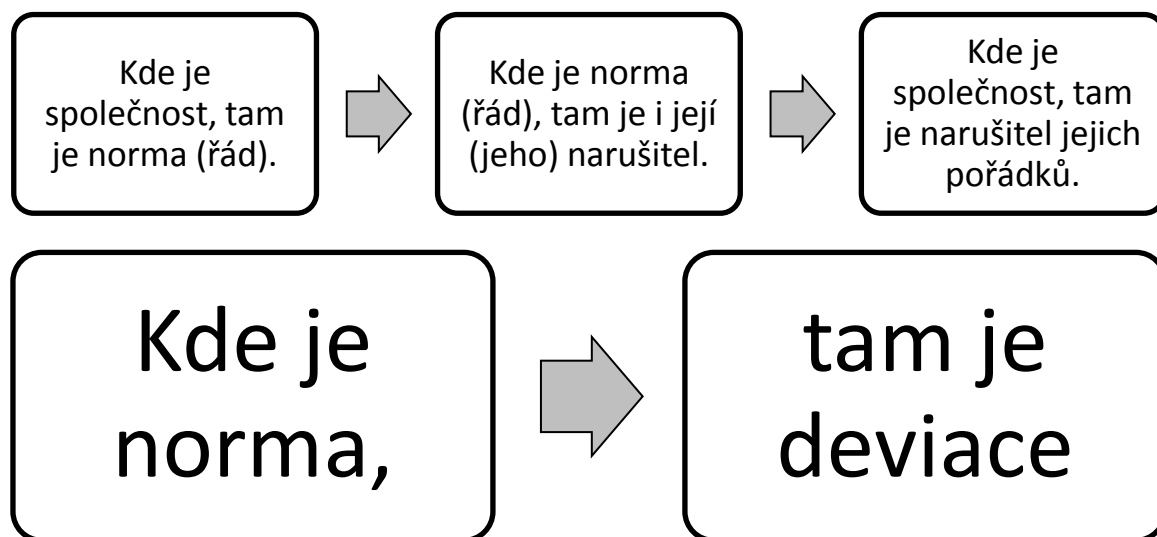 Kde je
společnost, tam
je norma (řád).
Kde je norma
(řád), tam je i její
(jeho) narušitel.
Kde je
společnost, tam
je narušitel jejich
pořádků.
Kde je
norma,
tam je
deviace